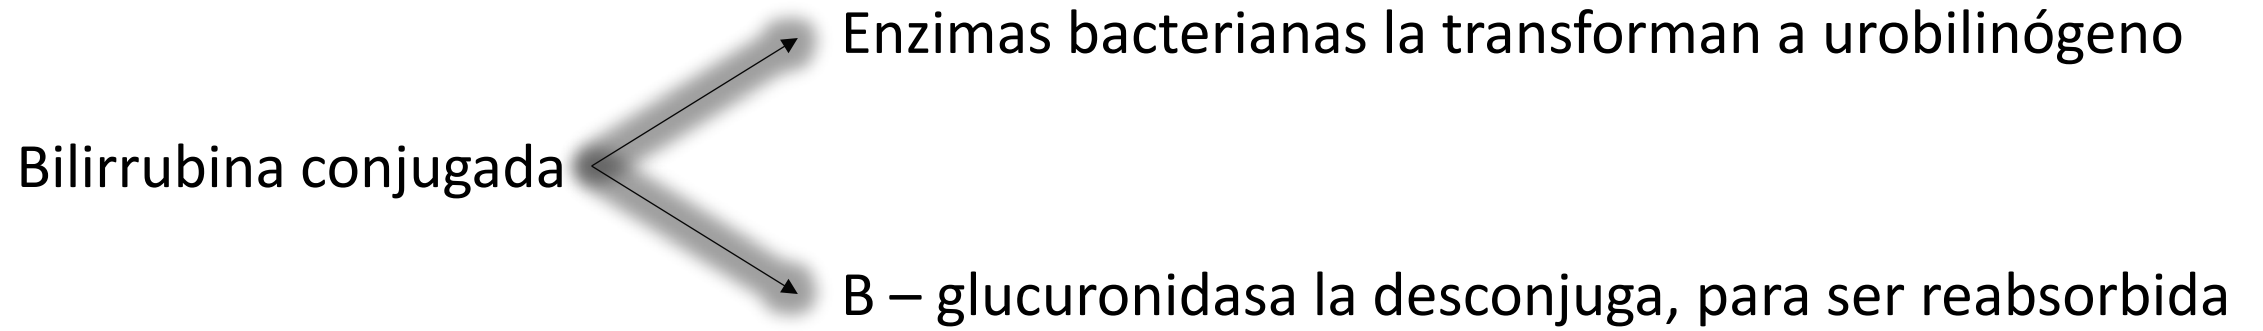 Enzimas bacterianas la transforman a urobilinógeno
Bilirrubina conjugada
B – glucuronidasa la desconjuga, para ser reabsorbida